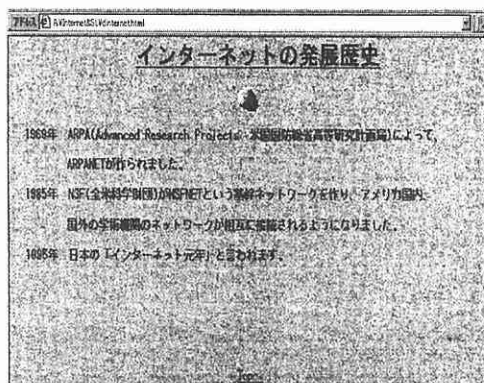 アドレス
インターネットの発展歴史
1969年 ARPA(Advanced Research Projects 米国国防総省高等研究計画局)によって、
ARPANETが作られました。
1985年 NSF(全米科学財団)がNSFNETという基幹ネットワークを作り、アメリカ国内、
国外の学術機関のネットワークが相互に接続されるようになりました。
1995年 日本の「インターネット元年」と言われます。
Top